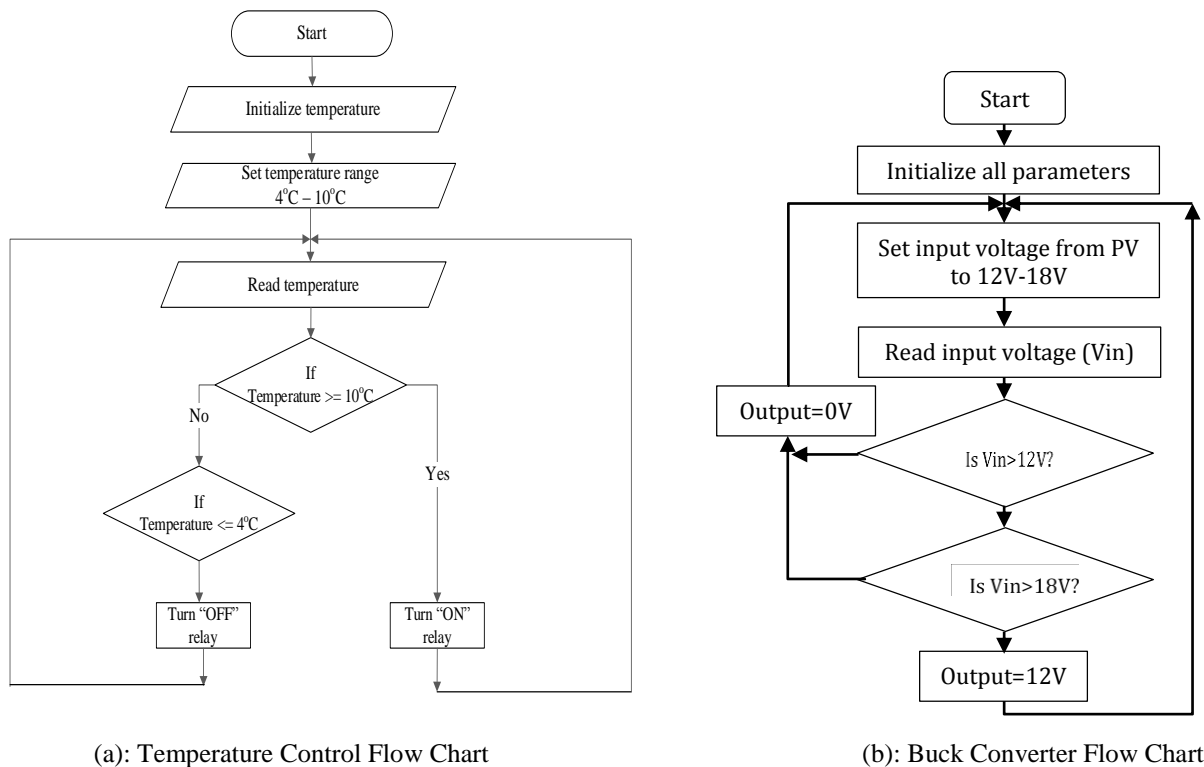 Start
Initialize temperature
Set temperature range
4°C – 10°C
Read temperature
If
Temperature >= 10°C
No
Yes
If
Temperature <= 4°C
Turn “OFF”
relay
Turn “ON”
relay
(a): Temperature Control Flow Chart
Start
Initialize all parameters
Set input voltage from PV
to 12V-18V
Read input voltage (Vin)
Output=0V
Is Vin>12V?
Is Vin>18V?
Output=12V
(b): Buck Converter Flow Chart